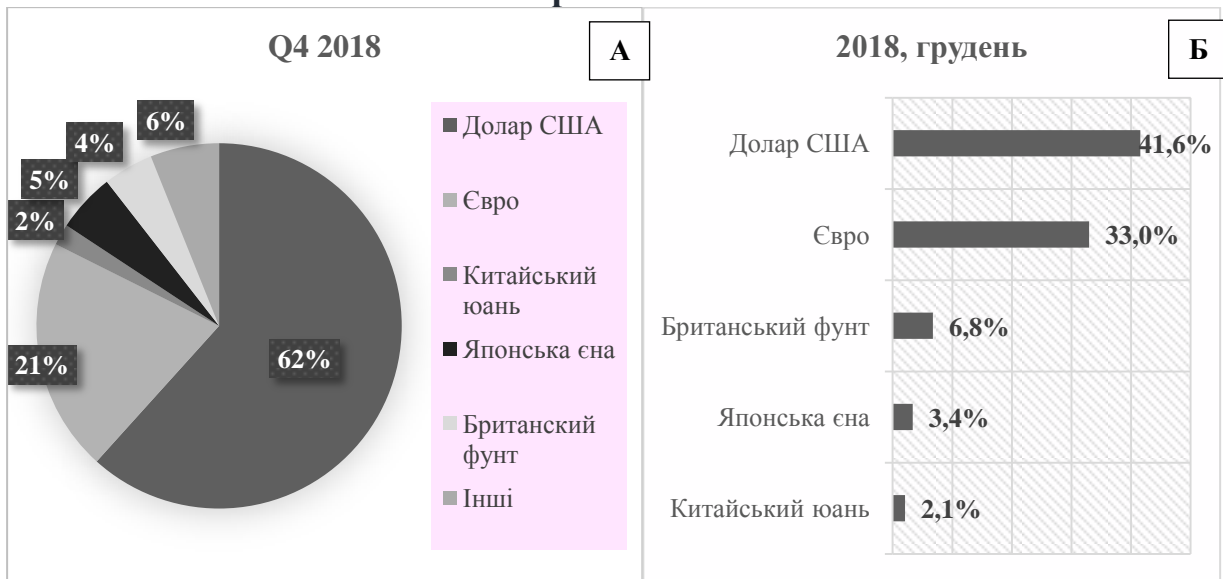 Q4 2018
А
6%
4%
5%
2%
21%
62%
Долар США
Євро
Китайський
юань
Японська єна
Британский
фунт
Інші
2018, грудень
Б
Долар США
41,6%
Євро
33,0%
Британський фунт
6,8%
Японська єна
3,4%
Китайський юань
2,1%